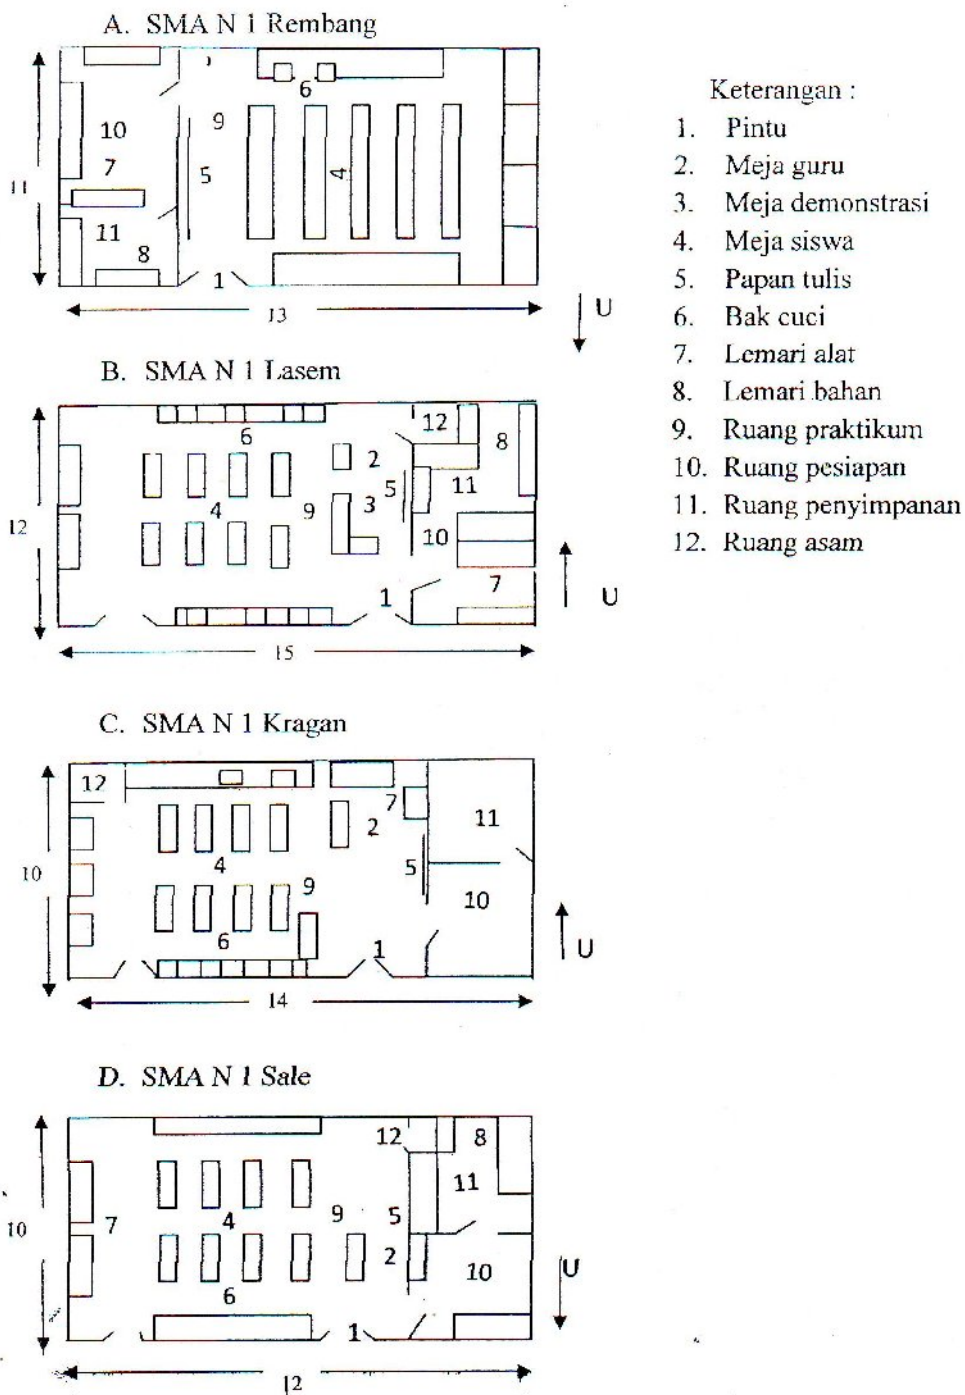 A. SMA N 1 Rembang
6
10
9
7
5
4
11
11
8
1
13
U
Keterangan :
1. Pintu
2. Meja guru
3. Meja demonstrasi
4. Meja siswa
5. Papan tulis
6. Bak cuci
7. Lemari alat
8. Lemari bahan
9. Ruang praktikum
10. Ruang pesiapan
11. Ruang penyimpanan
12. Ruang asam
B. SMA N 1 Lasem
12
6
8
2
5
11
4
9
3
12
10
7
1
U
15
C. SMA N 1 Kragan
12
7
2
11
4
5
10
9
10
6
1
U
14
D. SMA N 1 Sale
12
8
11
7
4
9
5
10
2
10
U
6
1
12